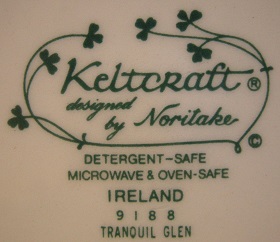 Keltcraft ®
designed
by Noritake
©
DETERGENT-SAFE
MICROWAVE & OVEN-SAFE
IRELAND
9188
TRANQUIL GLEN